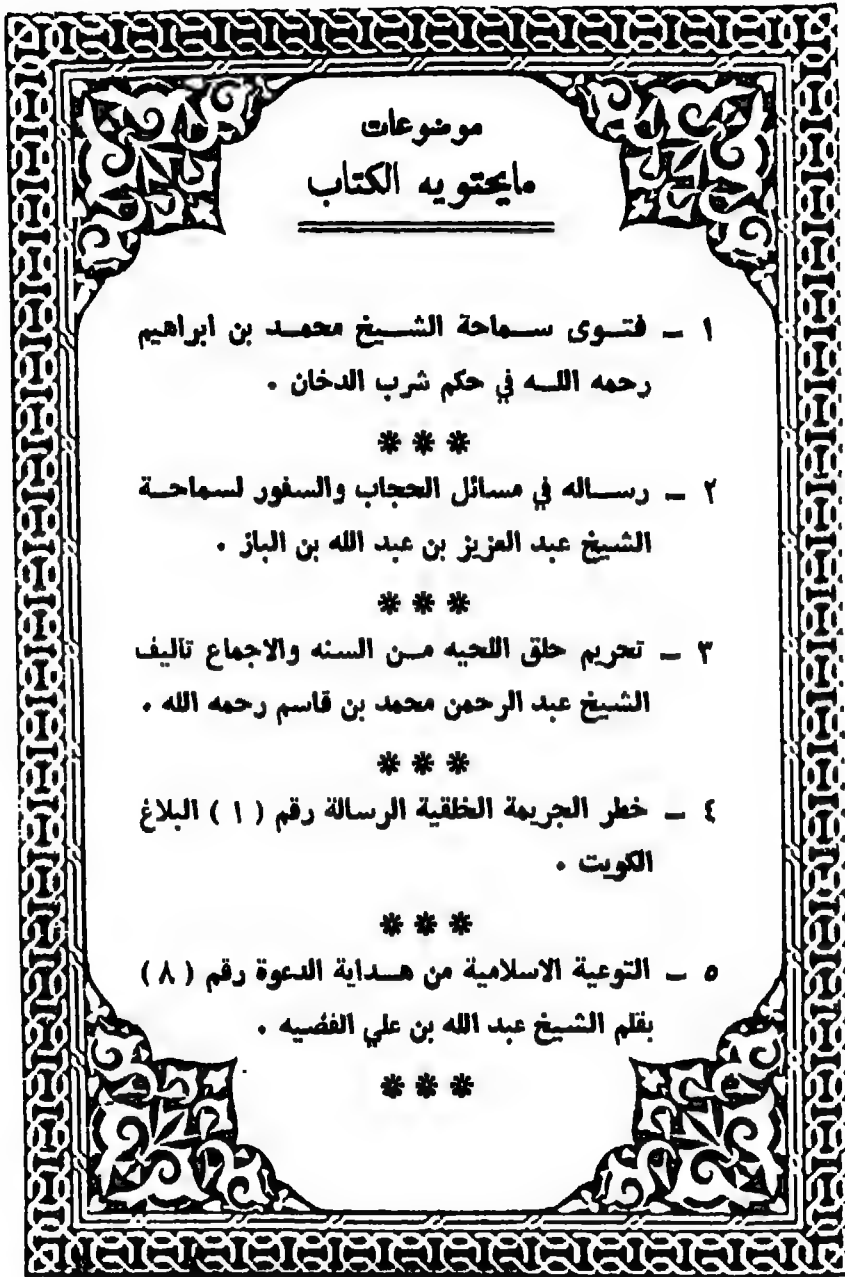 موضوعات
مايحتويه الكتاب
١ – فتوى سماحة الشيخ محمد بن ابراهيم
رحمه الله في حكم شرب الدخان .
***
٢ – رساله في مسائل الحجاب والسفور لسماحة
الشيخ عبد العزيز بن عبد الله بن الباز .
***
٣ – تحريم حلق اللحيه من السنه والاجماع تاليف
الشيخ عبد الرحمن محمد بن قاسم رحمه الله .
***
٤ – خطر الجريمة الخلقية الرسالة رقم ( ١ ) البلاغ
الكويت .
***
٥ – التوعية الاسلامية من هداية الدعوة رقم ( ٨ )
بقلم الشيخ عبد الله بن علي الغضيه .
***